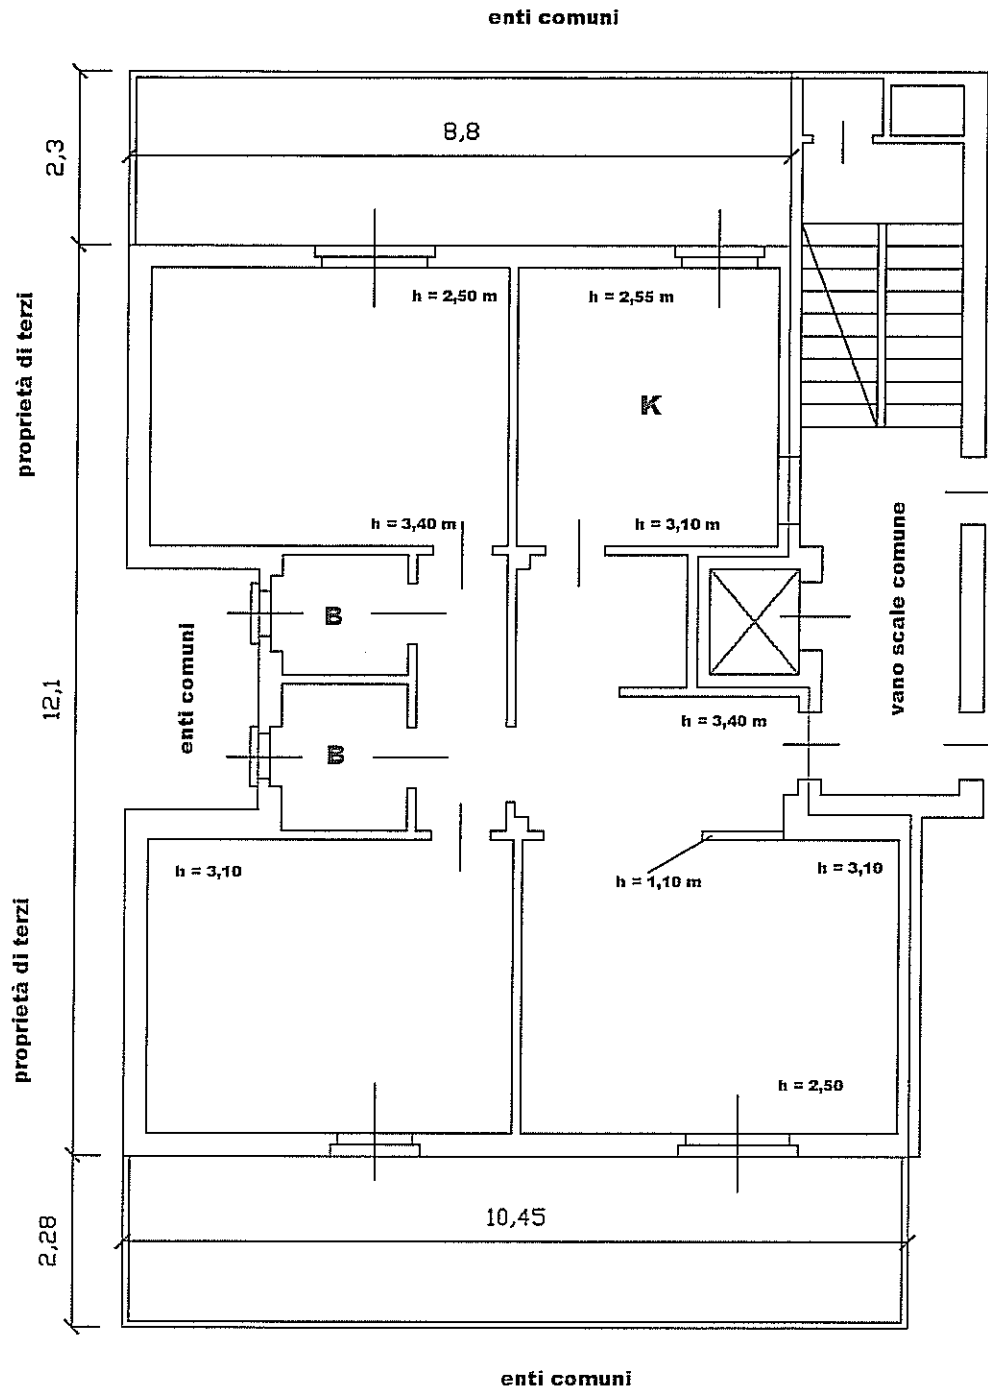 enti comuni
2,3
8,8
proprietà di terzi
h = 2,50 m
h = 2,55 m
K
h = 3,40 m
h = 3,10 m
vano scale comune
B
enti comuni
12,1
h = 3,40 m
B
h = 3,10
h = 1,10 m
h = 3,10
proprietà di terzi
h = 2,50
2,28
10,45
enti comuni